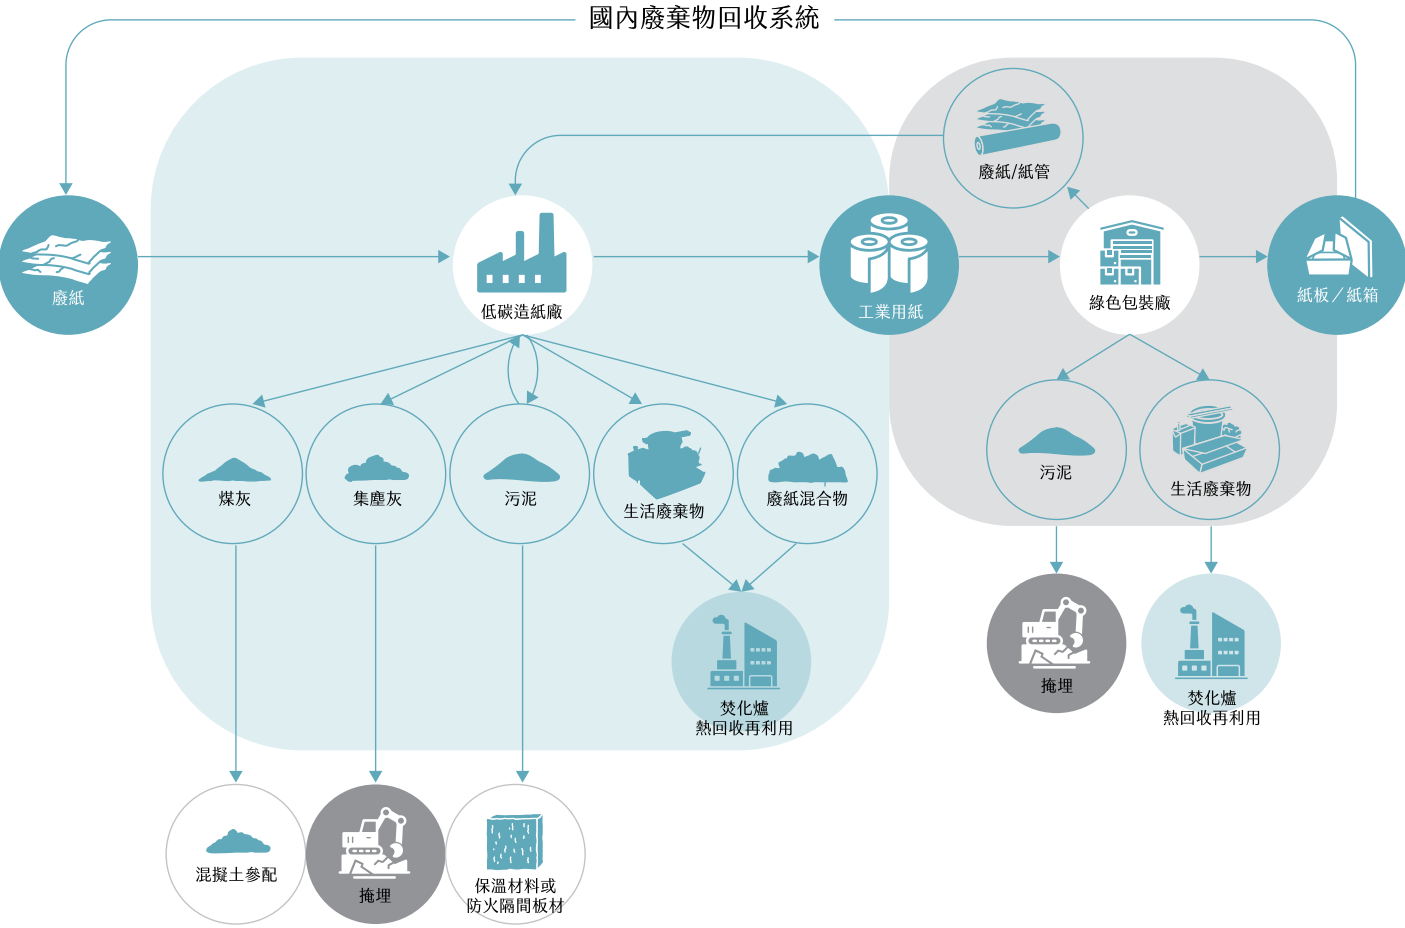 國內廢棄物回收系統
廢紙/紙管
廢紙
低碳造紙廠
工業用紙
綠色包裝廠
紙板／紙箱
煤灰
集塵灰
污泥
生活廢棄物
廢紙混合物
污泥
生活廢棄物
焚化爐
熱回收再利用
掩埋
焚化爐
熱回收再利用
混擬土參配
掩埋
保溫材料或
防火隔間板材